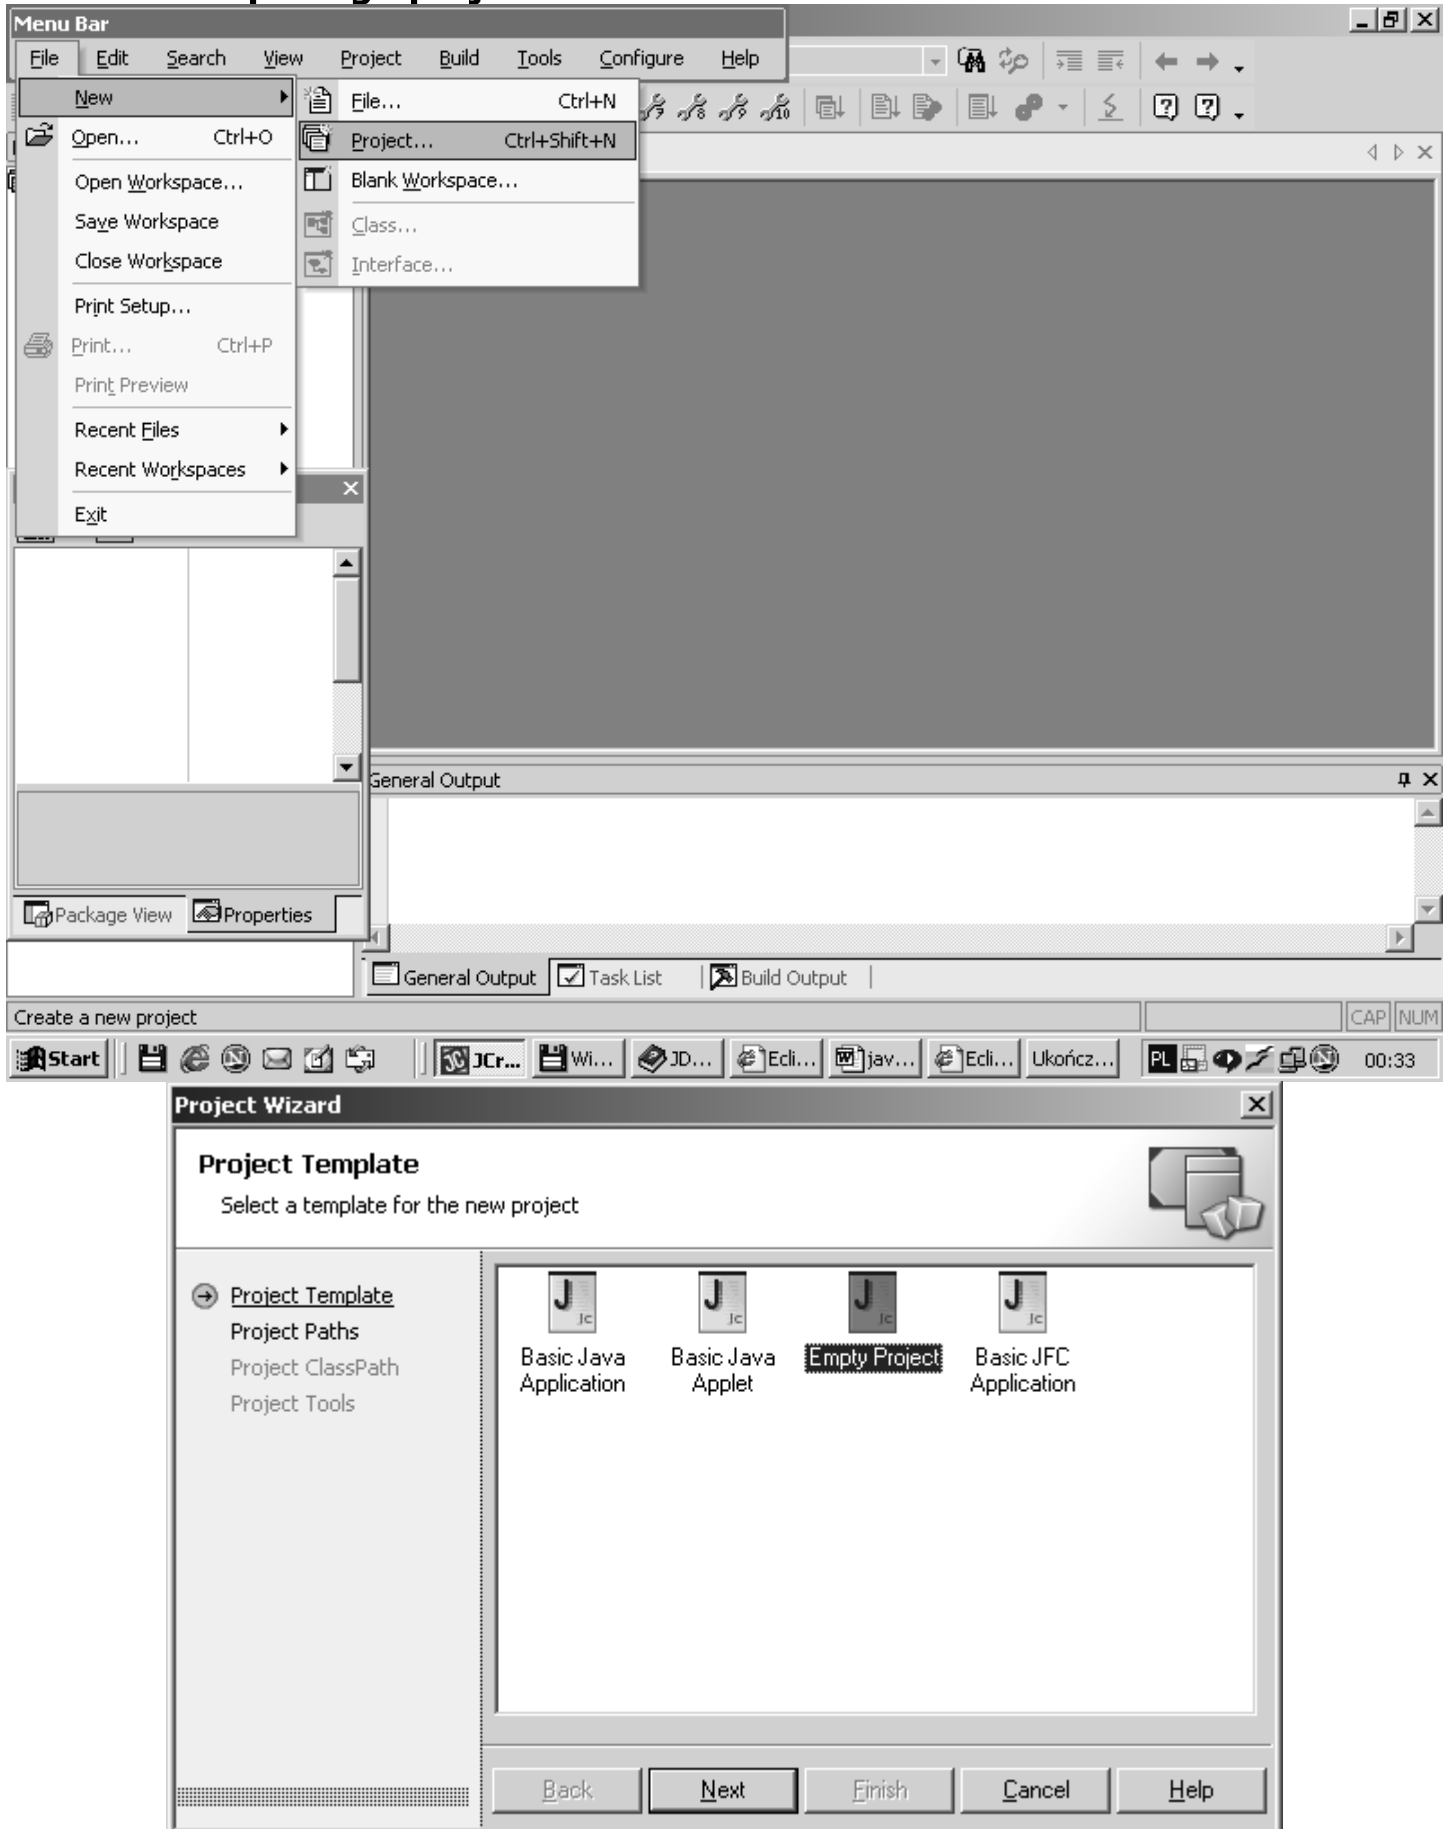 Menu Bar
File Edit Search View Project Build Tools Configure Help
New
File... Ctrl+N
Open... Ctrl+O
Project... Ctrl+Shift+N
Open Workspace...
Blank Workspace...
Save Workspace
Class...
Close Workspace
Interface...
Print Setup...
Print... Ctrl+P
Print Preview
Recent Files
Recent Workspaces
Exit
General Output
Package View Properties
General Output Task List Build Output
Create a new project CAP NUM
Start JCr... Wi... JD... Ecli... jav... Ecli... Ukończ... PL 00:33
Project Wizard
Project Template
Select a template for the new project
Project Template
Project Paths
Project ClassPath
Project Tools
Basic Java Application
Basic Java Applet
Empty Project
Basic JFC Application
Back Next Finish Cancel Help